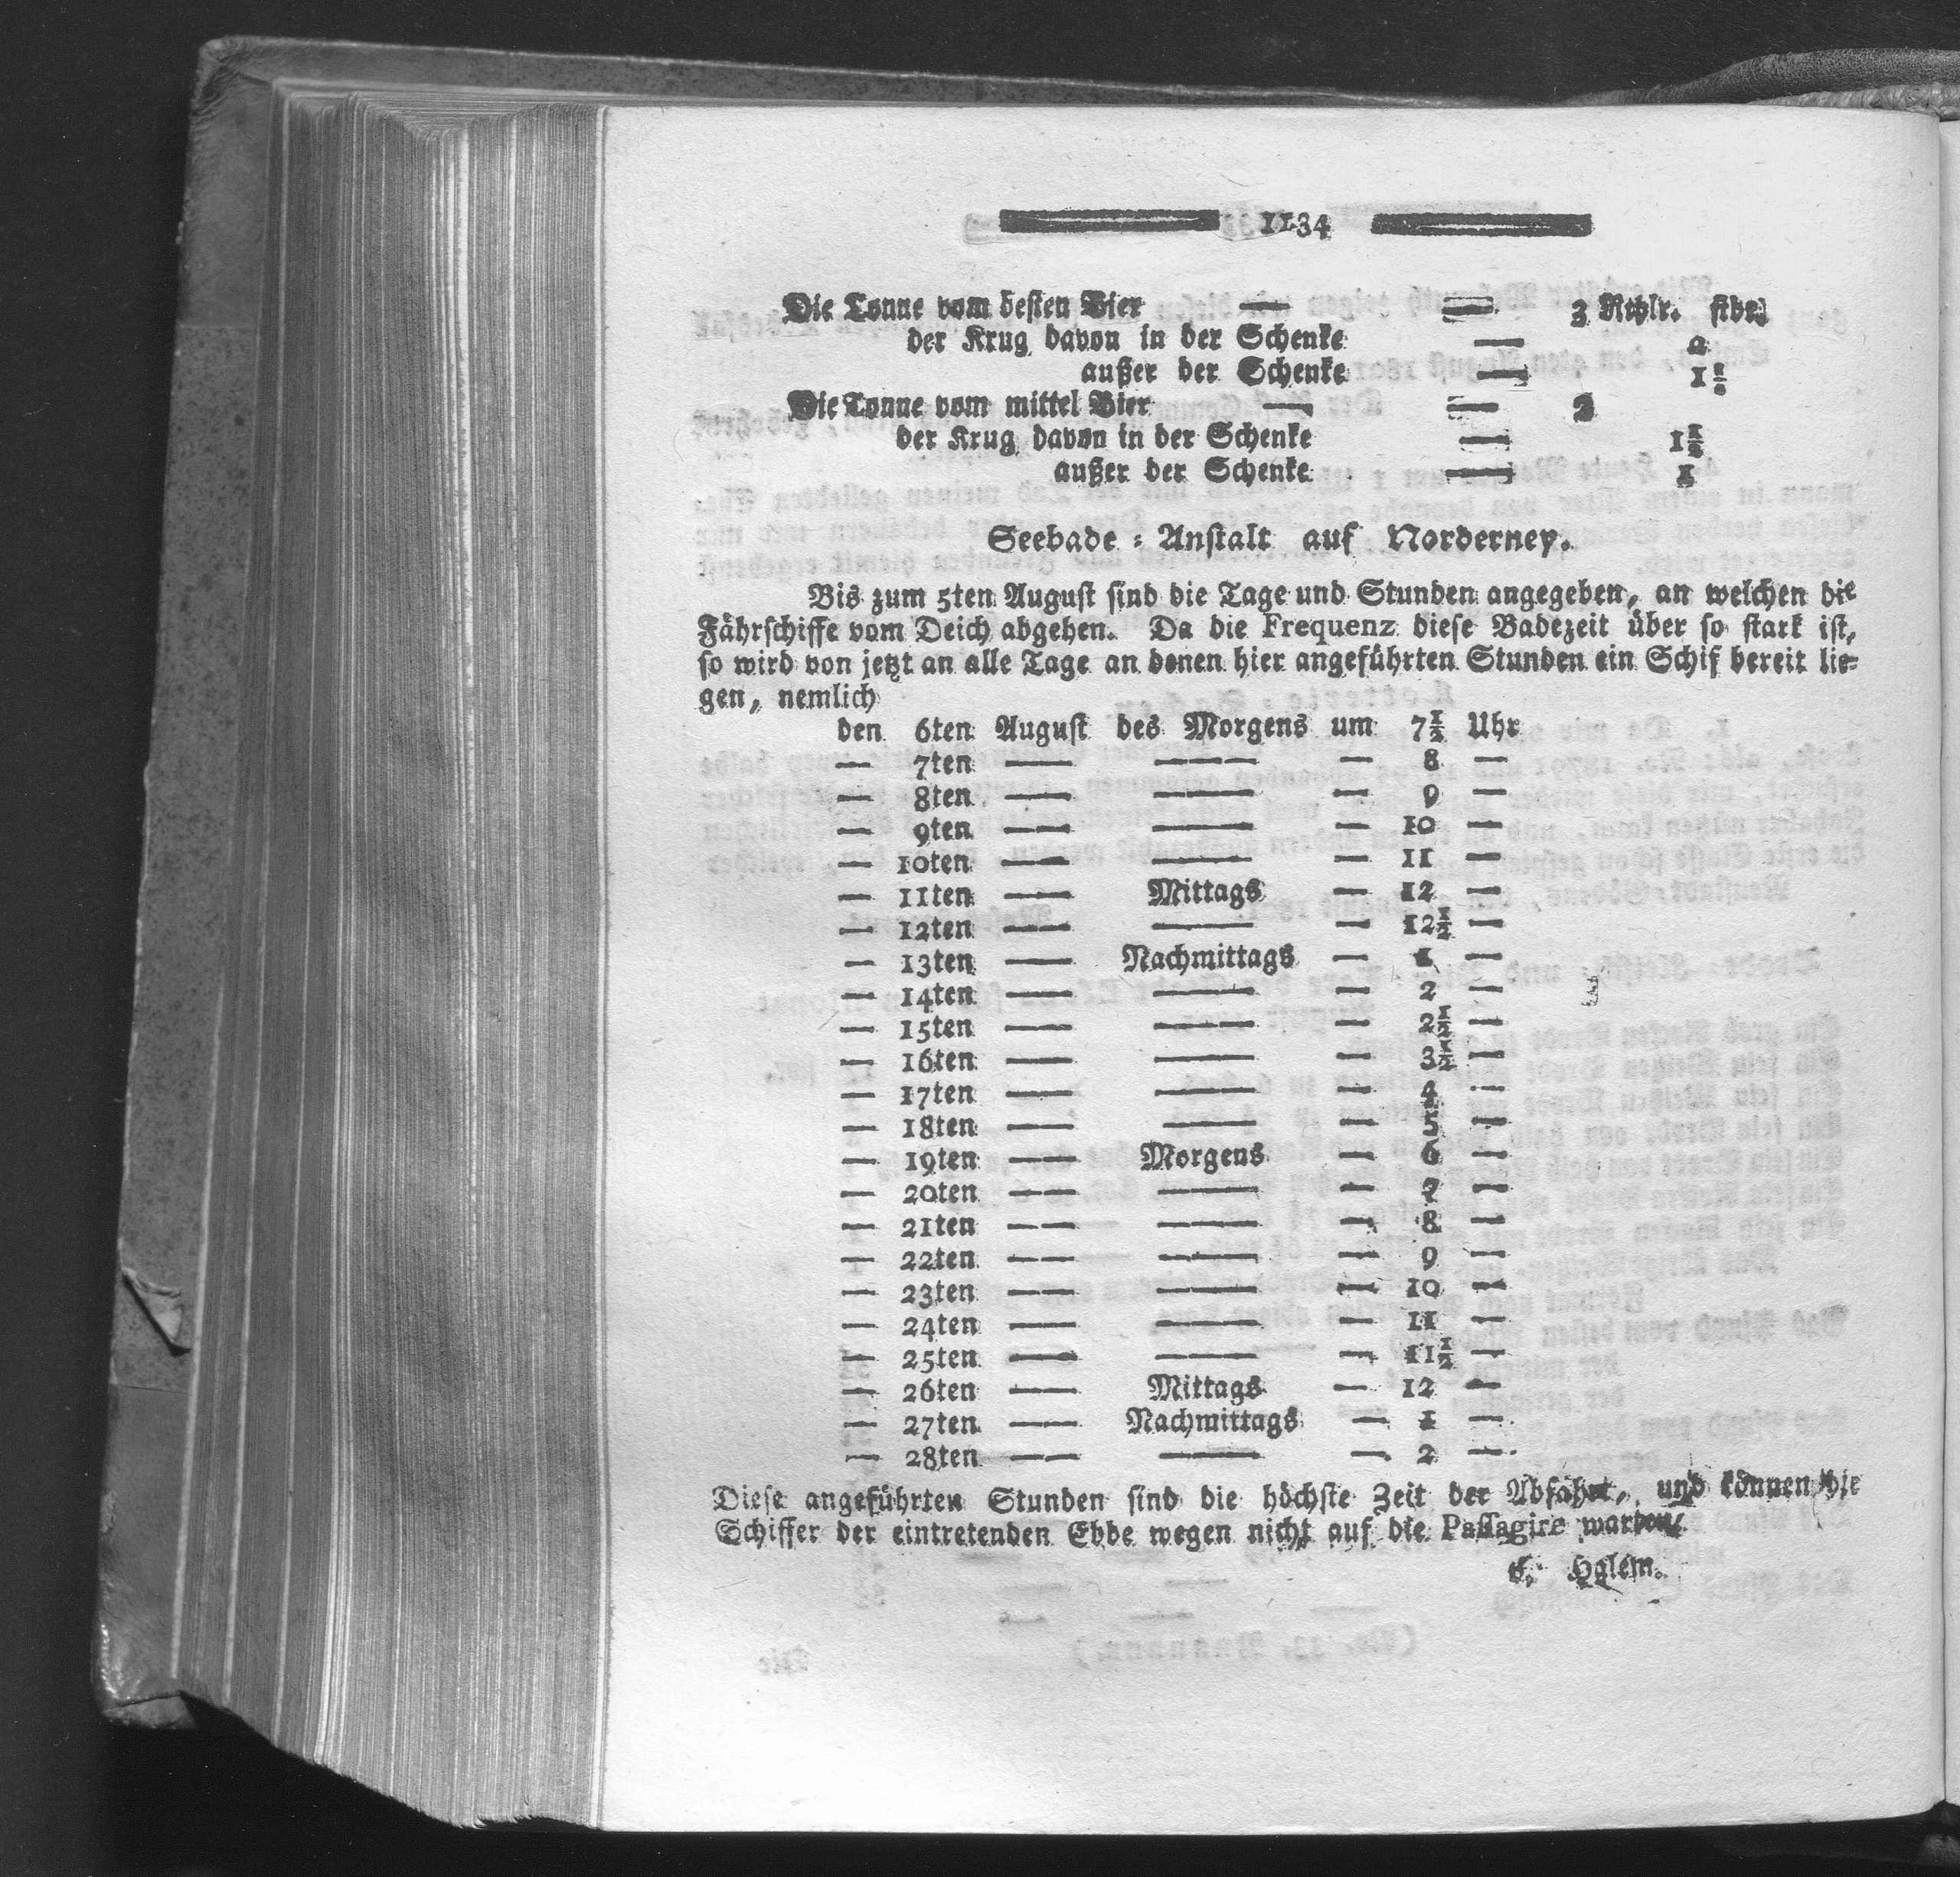 1134
Die Tonne vom besten Bier — — 3 Rthlr. stbr.
der Krug davon in der Schenke — 2
außer der Schenke — 1½
Die Tonne vom mittel Bier — — 2
der Krug davon in der Schenke — 1½
außer der Schenke — 1
Seebade-Anstalt auf Norderney.
Bis zum 5ten August sind die Tage und Stunden angegeben, an welchen die
Fährschiffe vom Deich abgehen. Da die Frequenz diese Badezeit über so stark ist,
so wird von jetzt an alle Tage an denen hier angeführten Stunden ein Schif bereit lie-
gen, nemlich
den 6ten August des Morgens um 7½ Uhr
— 7ten — — — 8 —
— 8ten — — — 9 —
— 9ten — — — 10 —
— 10ten — — — 11 —
— 11ten — Mittags — 12 —
— 12ten — — — 12½ —
— 13ten — Nachmittags — 1 —
— 14ten — — — 2 —
— 15ten — — — 2½ —
— 16ten — — — 3½ —
— 17ten — — — 4 —
— 18ten — — — 5 —
— 19ten — Morgens — 6 —
— 20ten — — — 7 —
— 21ten — — — 8 —
— 22ten — — — 9 —
— 23ten — — — 10 —
— 24ten — — — 11 —
— 25ten — — — 11½ —
— 26ten — Mittags — 12 —
— 27ten — Nachmittags — 1 —
— 28ten — — — 2 —
Diese angeführten Stunden sind die höchste Zeit der Abfahrt, und können die
Schiffer der eintretenden Ebbe wegen nicht auf die Passagire warten.
Halem.